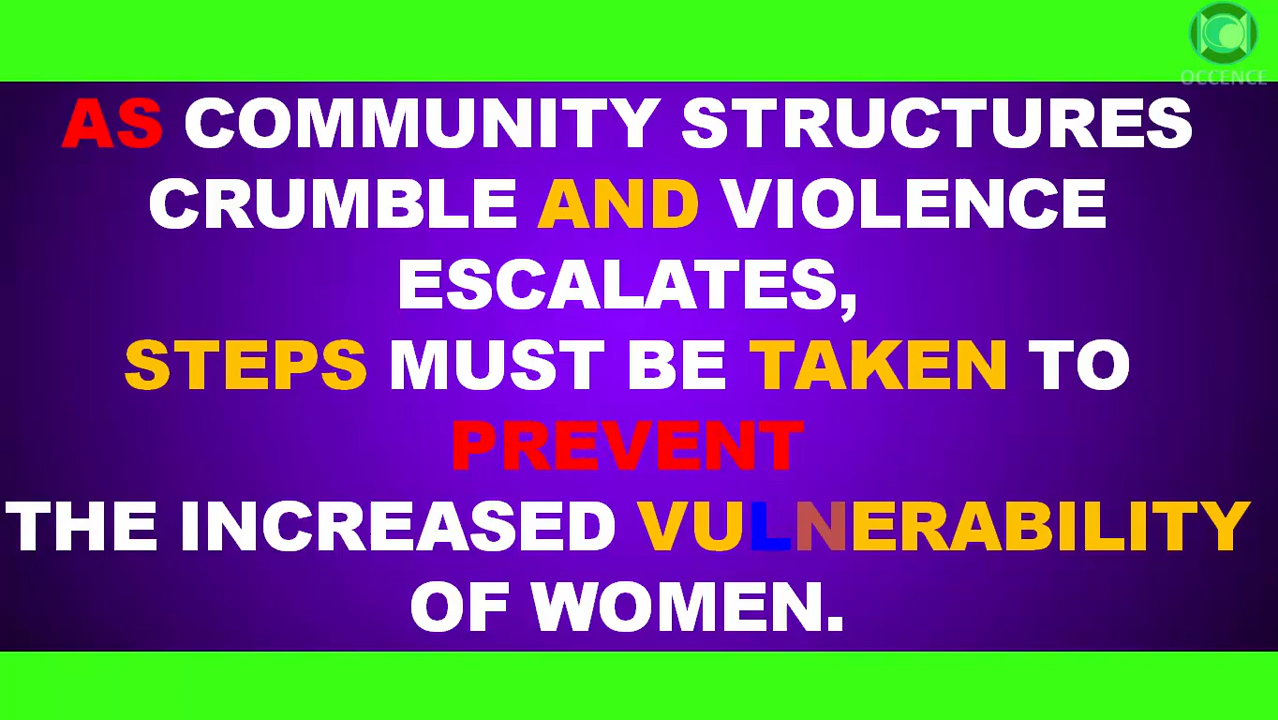 OCCENCE
AS COMMUNITY STRUCTURES
CRUMBLE AND VIOLENCE
ESCALATES,
STEPS MUST BE TAKEN TO
PREVENT
THE INCREASED VULNERABILITY
OF WOMEN.